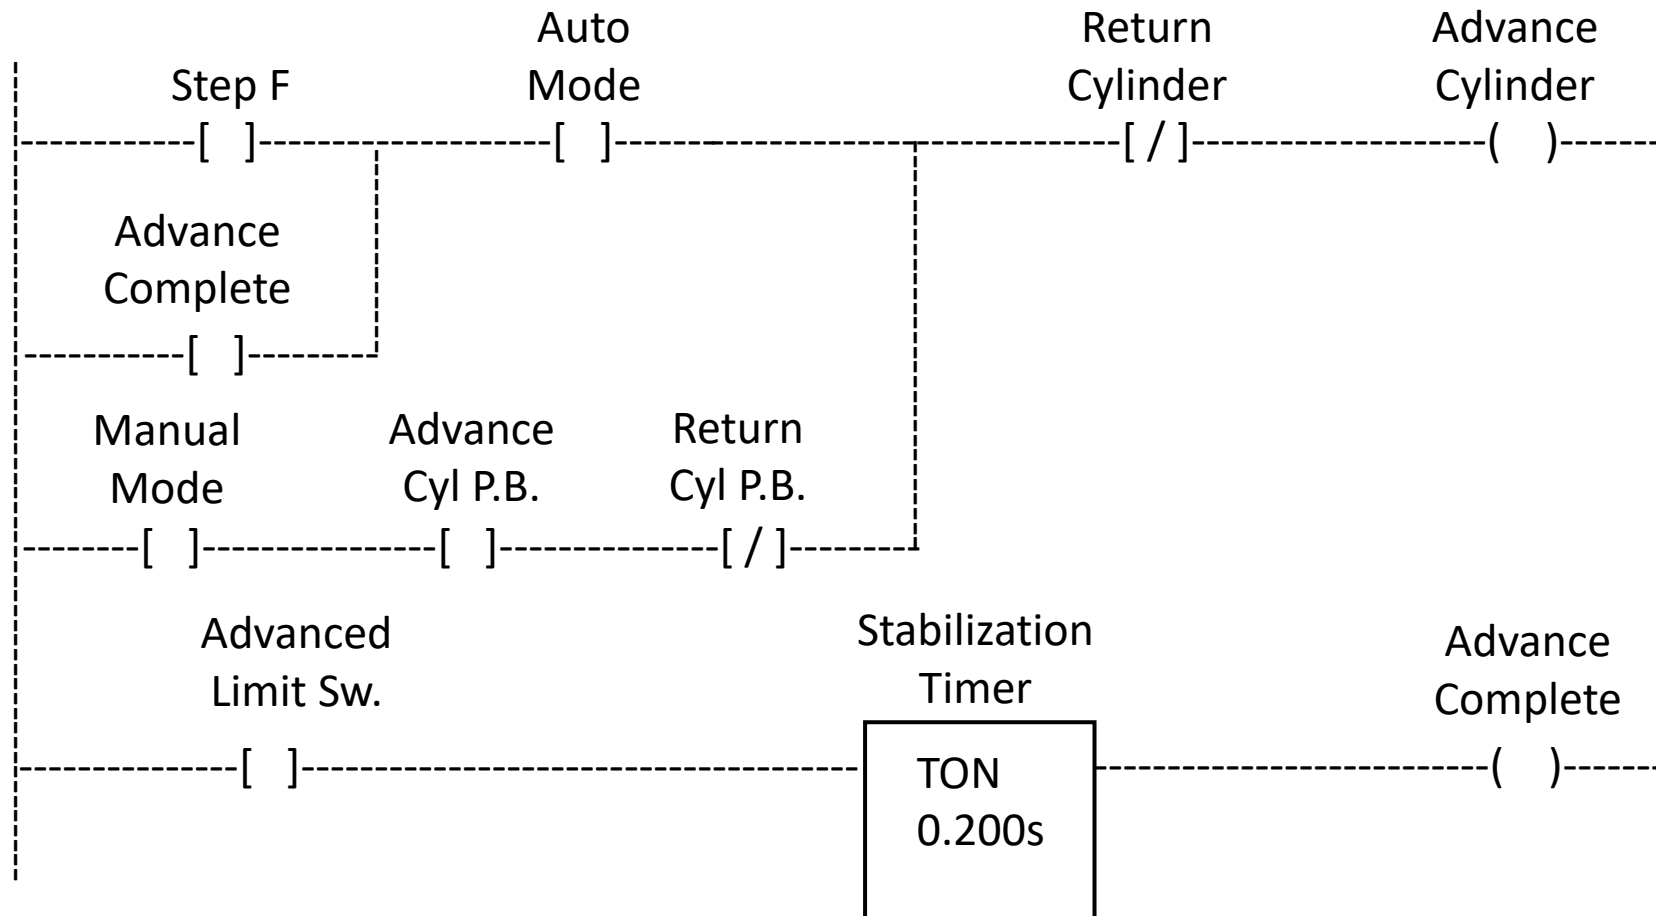 Step F
Auto
Mode
Return
Cylinder
Advance
Cylinder
[ ]
[ ]
[ / ]
( )
Advance
Complete
[ ]
Manual
Mode
Advance
Cyl P.B.
Return
Cyl P.B.
[ ]
[ ]
[ / ]
Advanced
Limit Sw.
Stabilization
Timer
Advance
Complete
[ ]
TON
0.200s
( )